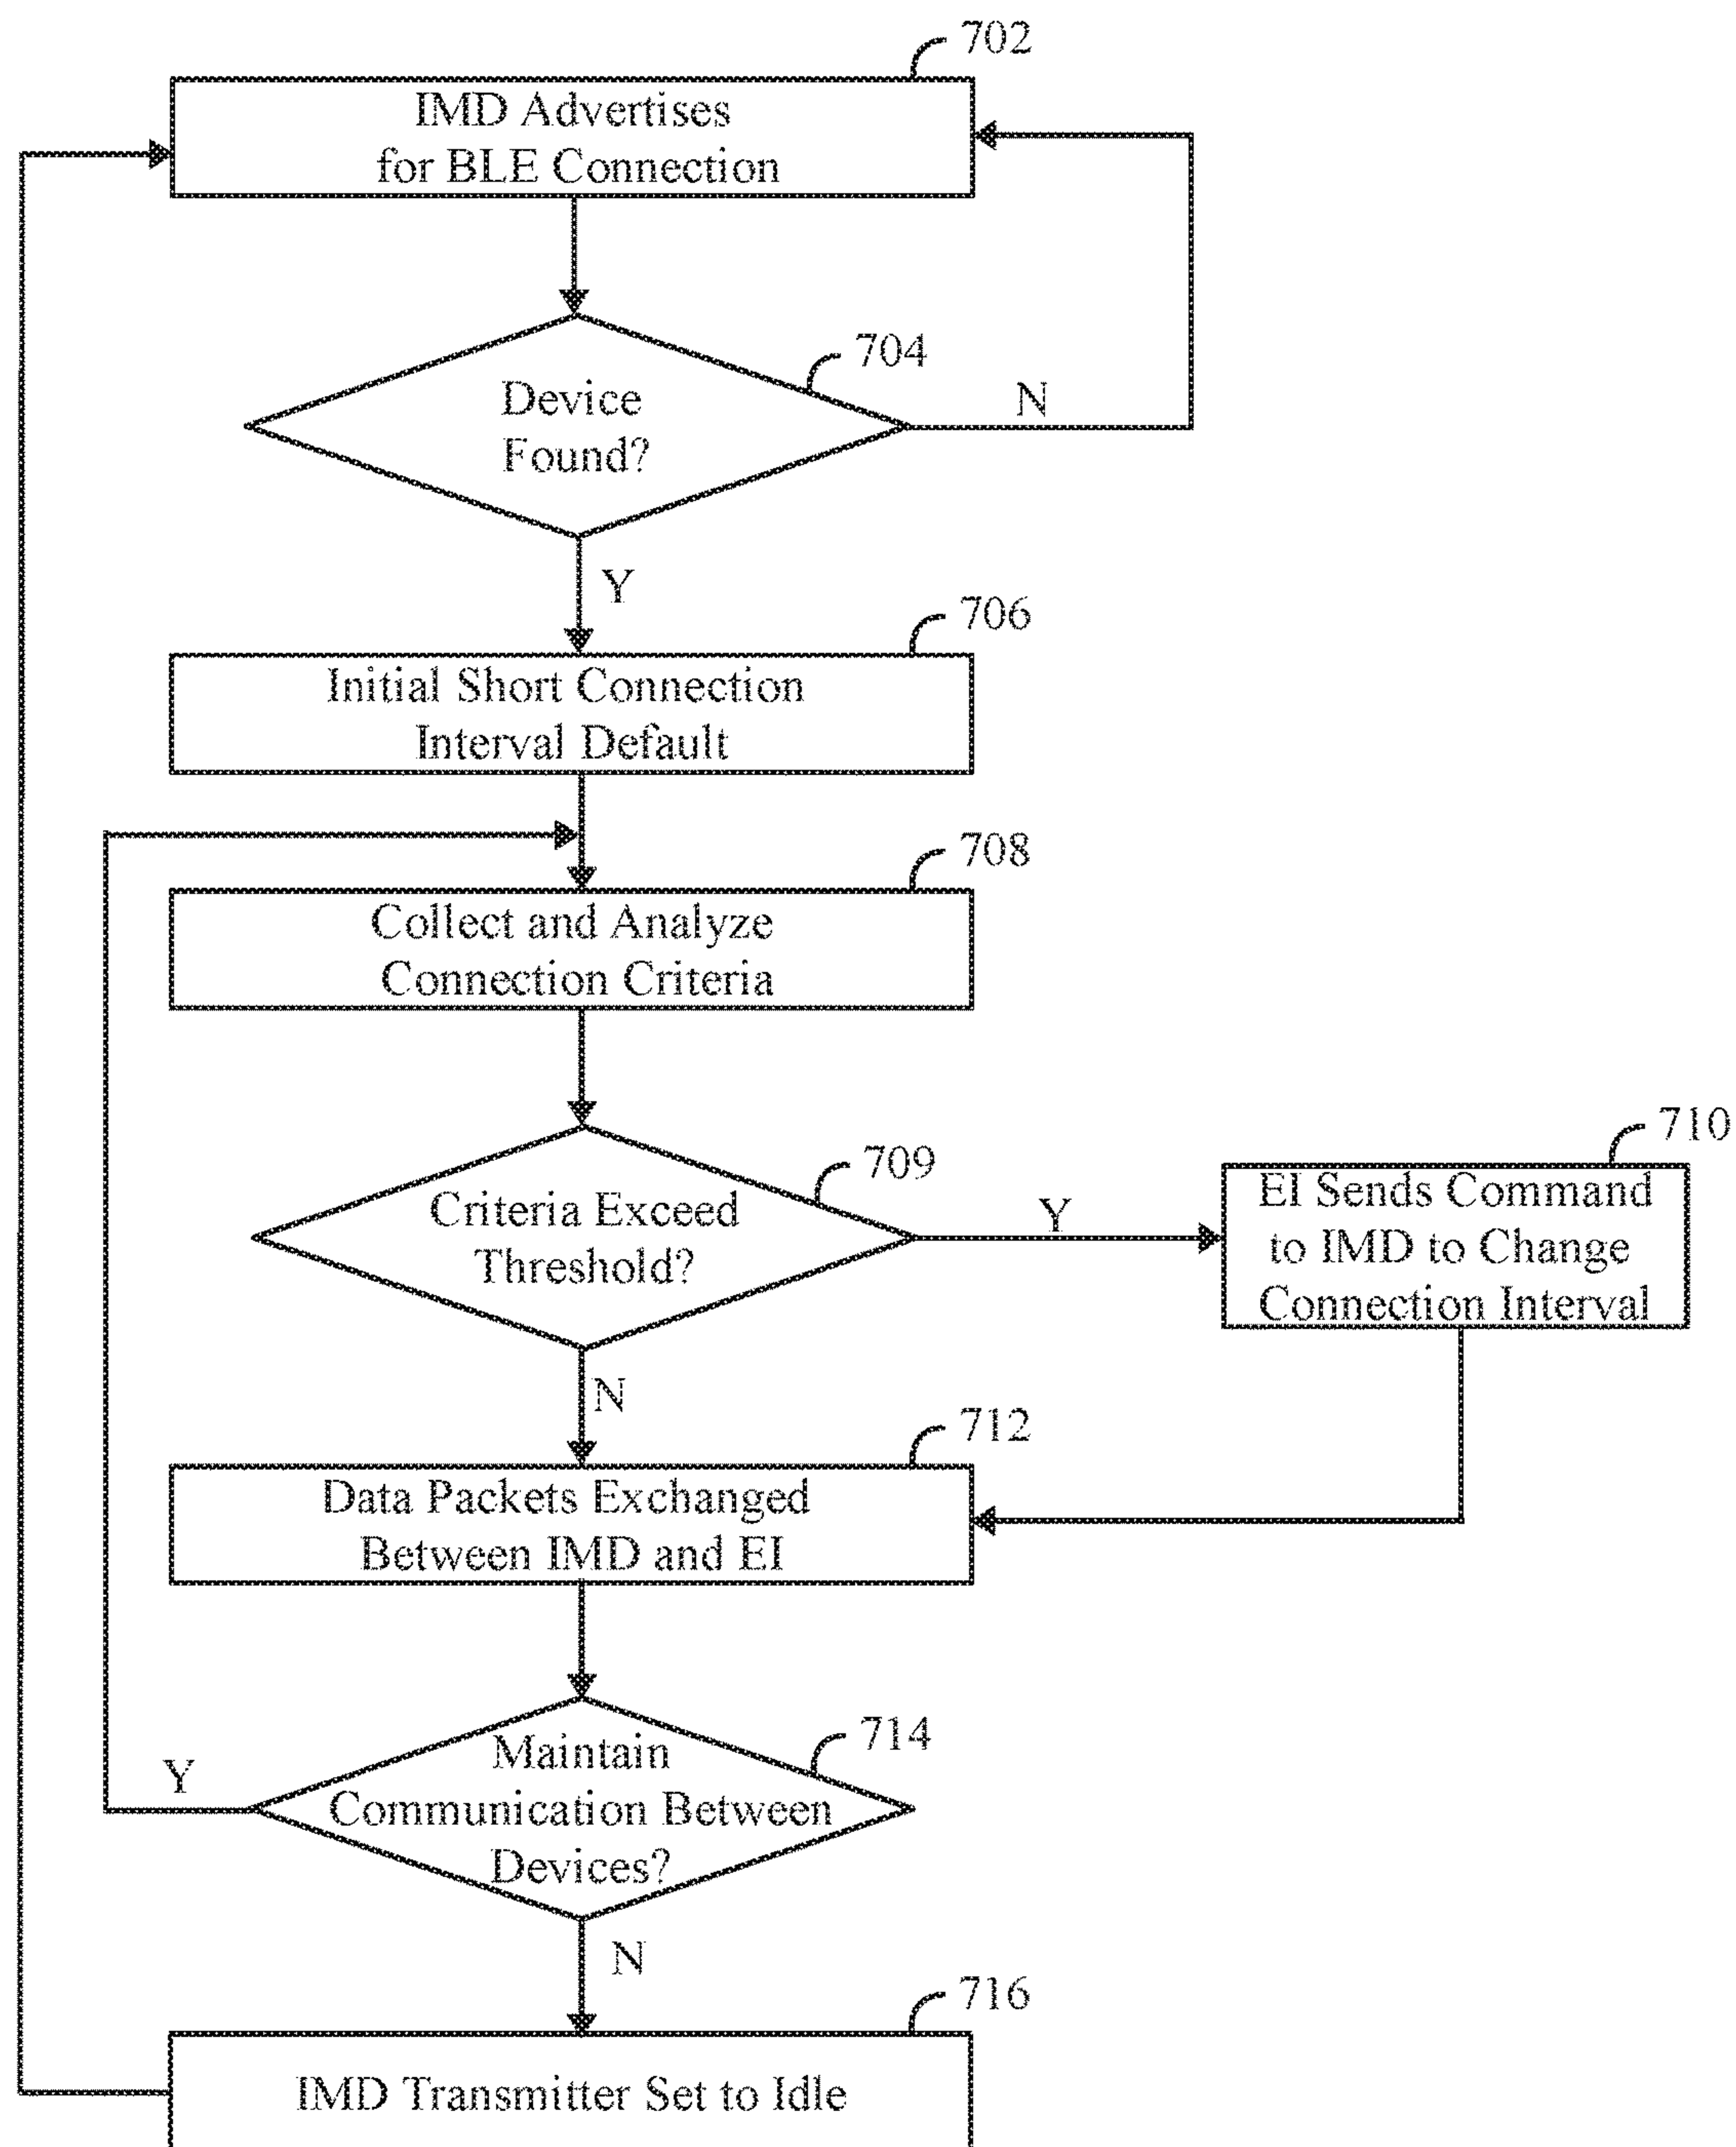 702
IMD Advertises
for BLE Connection
704
Device
Found?
N
Y
706
Initial Short Connection
Interval Default
708
Collect and Analyze
Connection Criteria
709
Criteria Exceed
Threshold?
Y
710
EI Sends Command
to IMD to Change
Connection Interval
N
712
Data Packets Exchanged
Between IMD and EI
714
Maintain
Communication Between
Devices?
Y
N
716
IMD Transmitter Set to Idle